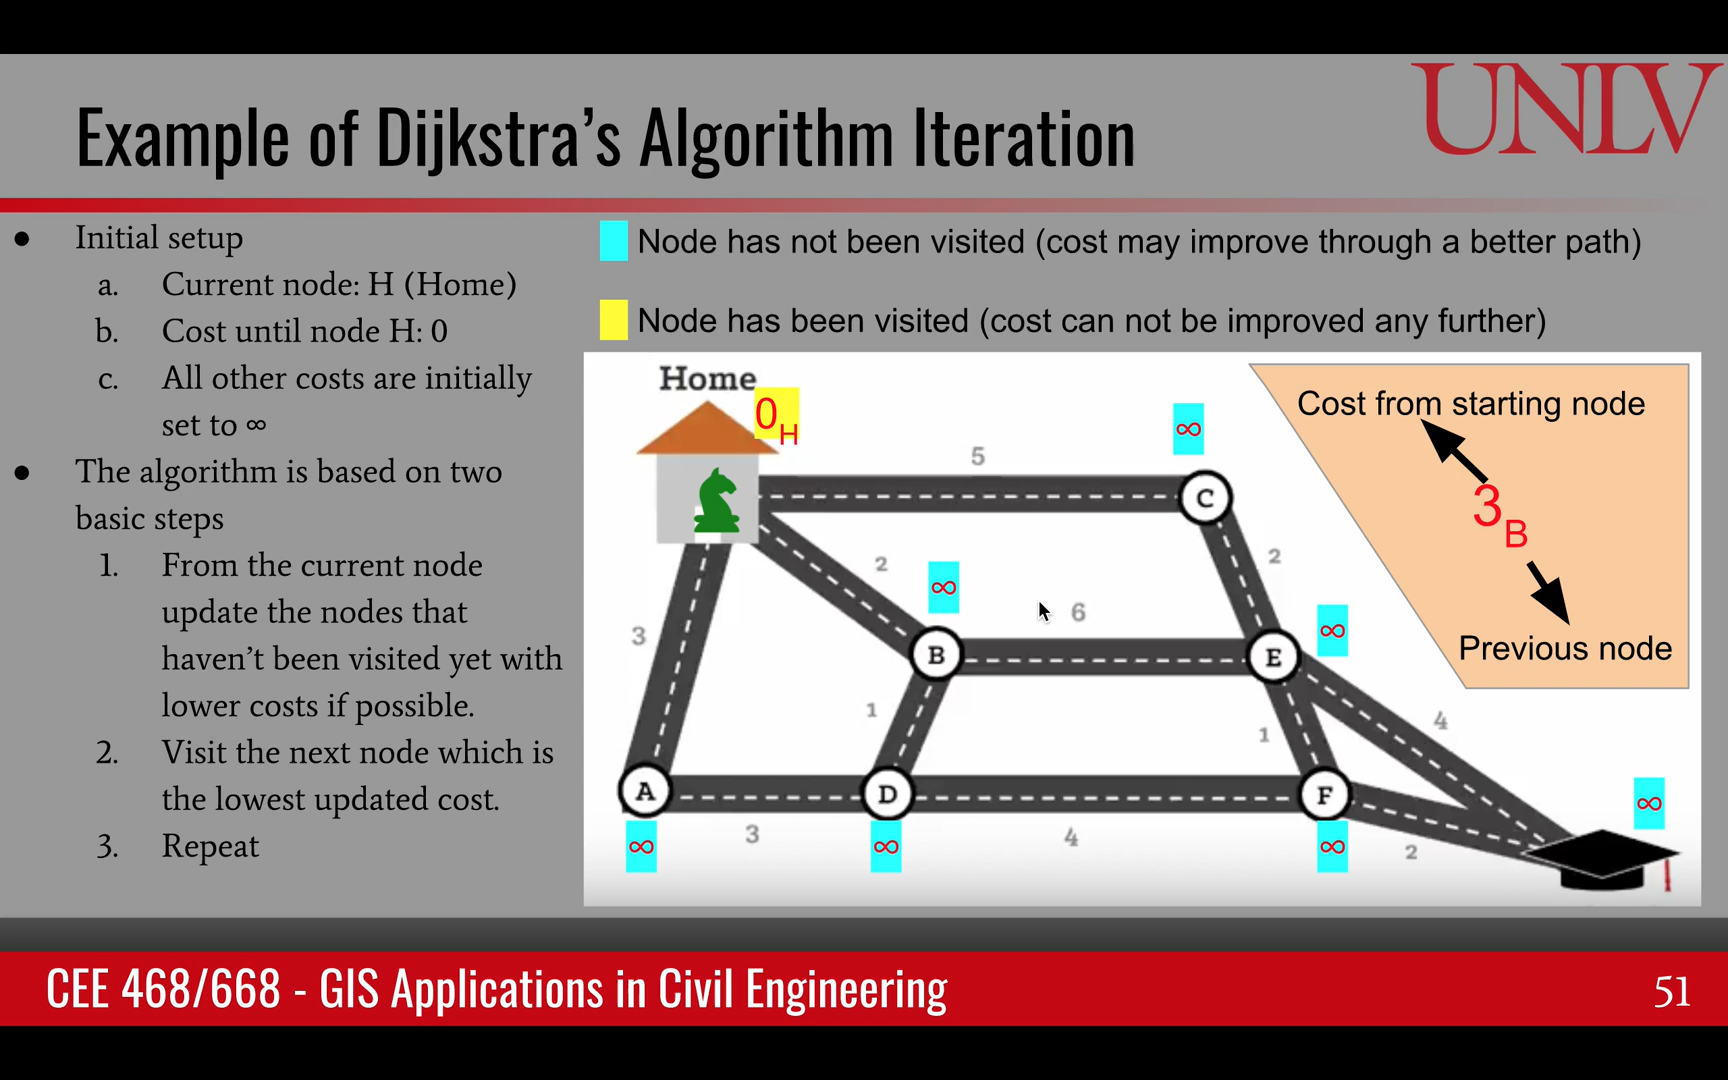 UNLV
Example of Dijkstra’s Algorithm Iteration
● Initial setup
a. Current node: H (Home)
b. Cost until node H: 0
c. All other costs are initially
set to ∞
● The algorithm is based on two
basic steps
1. From the current node
update the nodes that
haven’t been visited yet with
lower costs if possible.
2. Visit the next node which is
the lowest updated cost.
3. Repeat
Node has not been visited (cost may improve through a better path)
Node has been visited (cost can not be improved any further)
Home
0H
5
∞
C
2
∞
B
6
2
∞
E
3
1
1
4
A
D
F
∞
∞
∞
∞
3
4
2
Cost from starting node
3B
Previous node
CEE 468/668 - GIS Applications in Civil Engineering
51